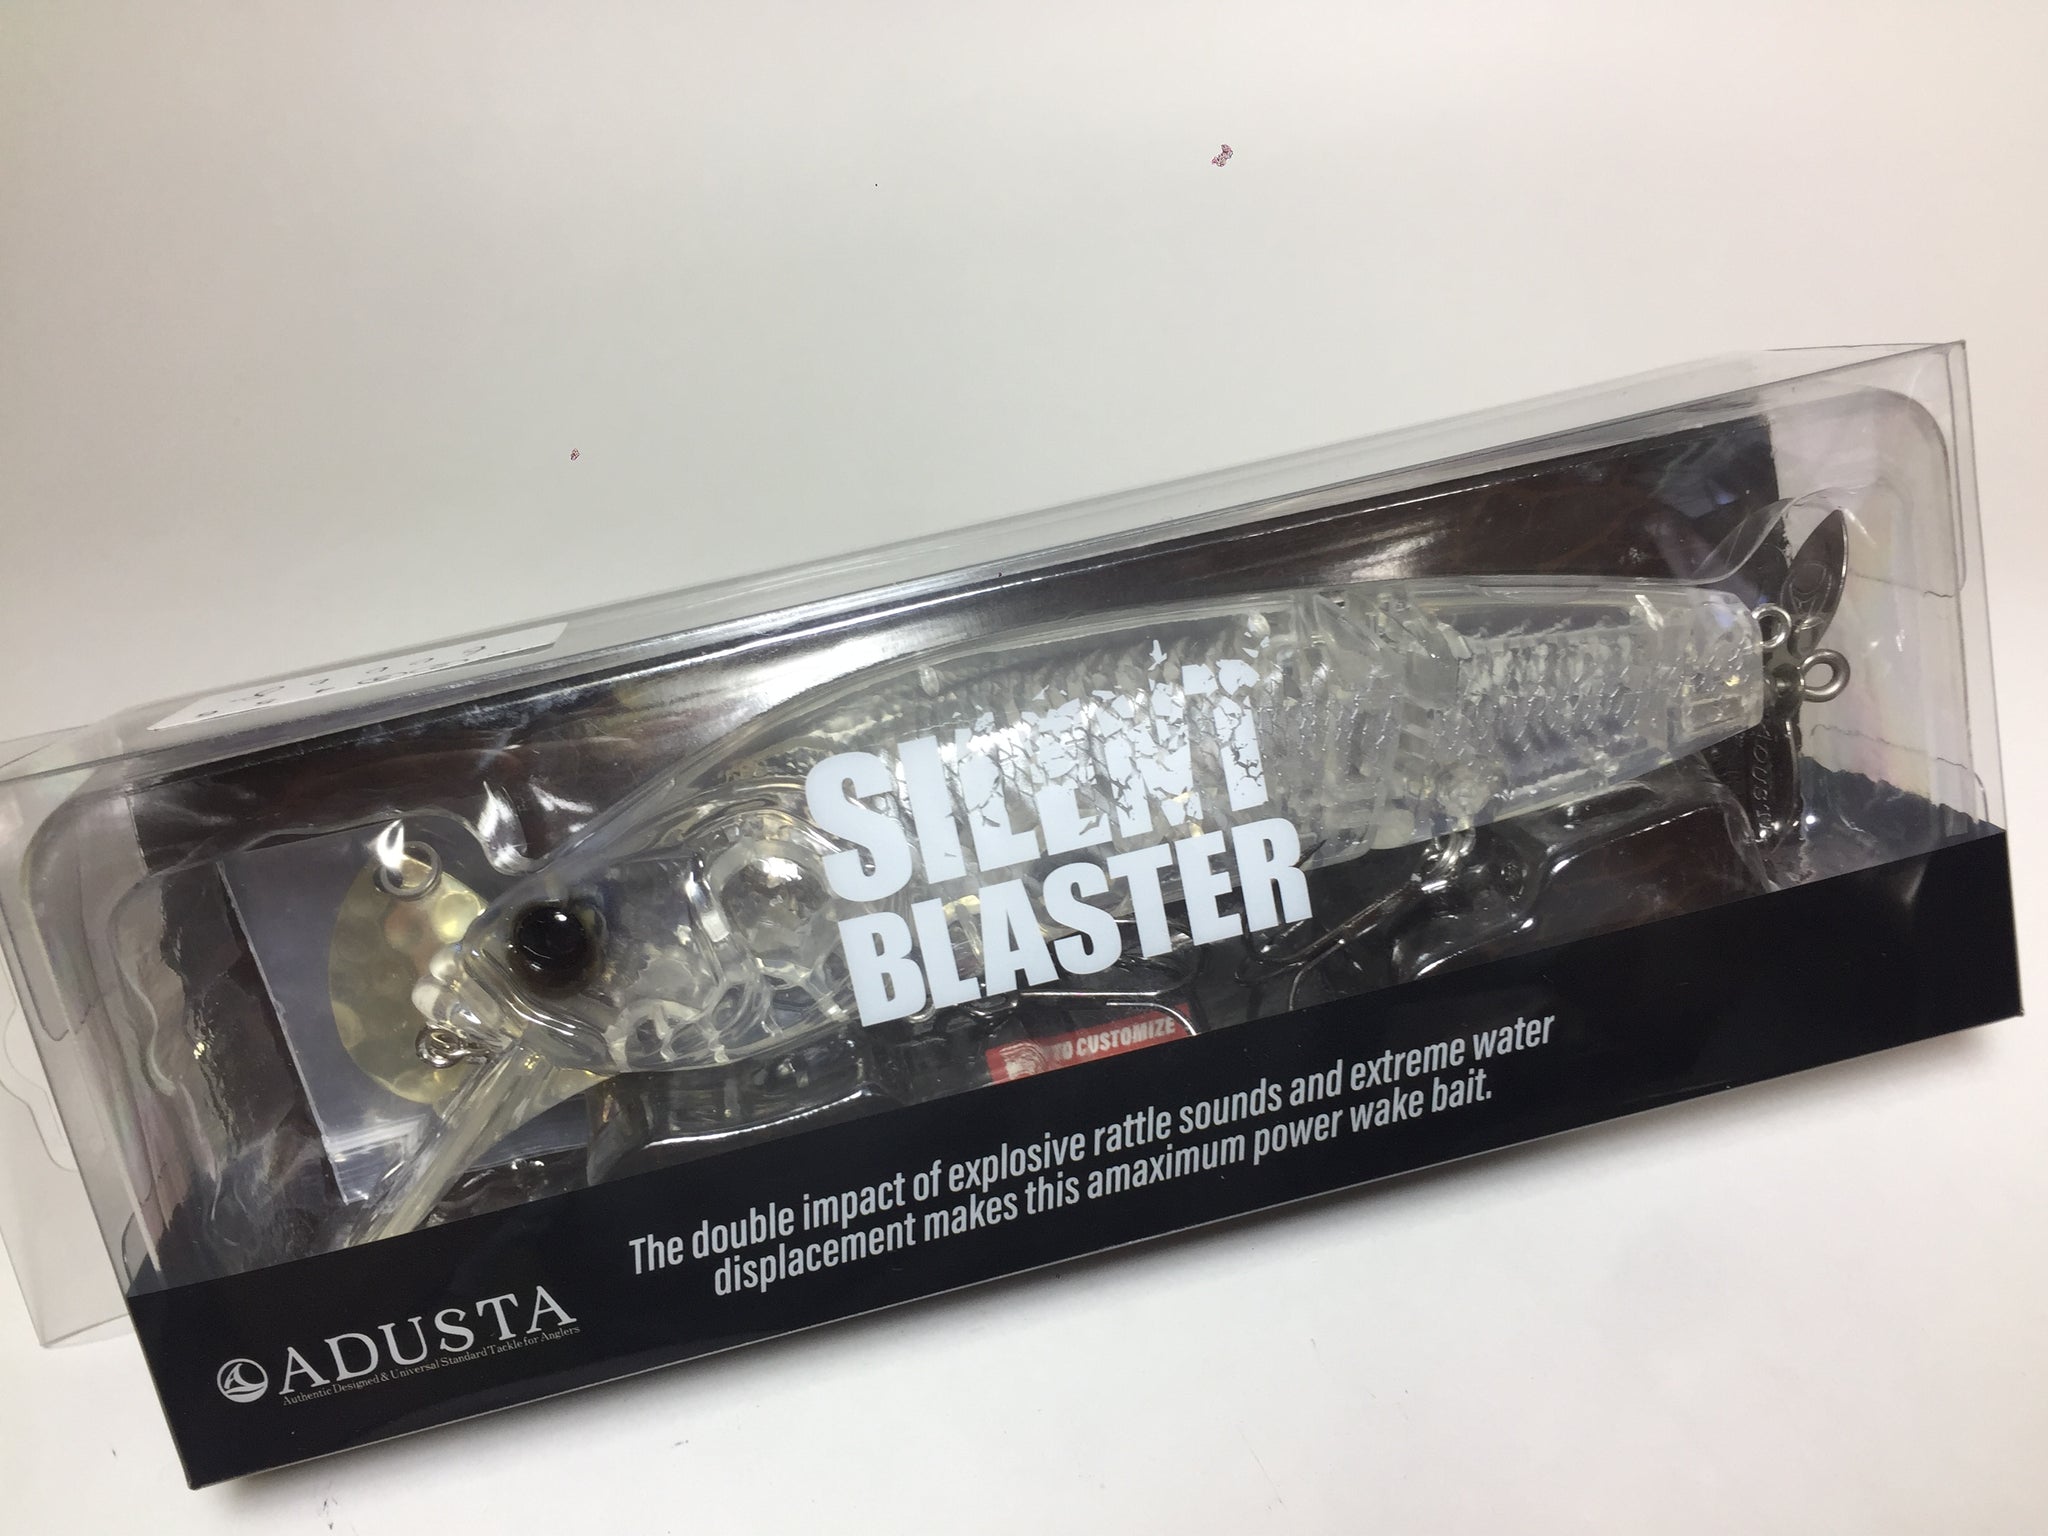 SILENT
BLASTER
TO CUSTOMIZE
The double impact of explosive rattle sounds and extreme water
displacement makes this amaximum power wake bait.
ADUSTA
Authentic Designed & Universal Standard Tackle for Anglers